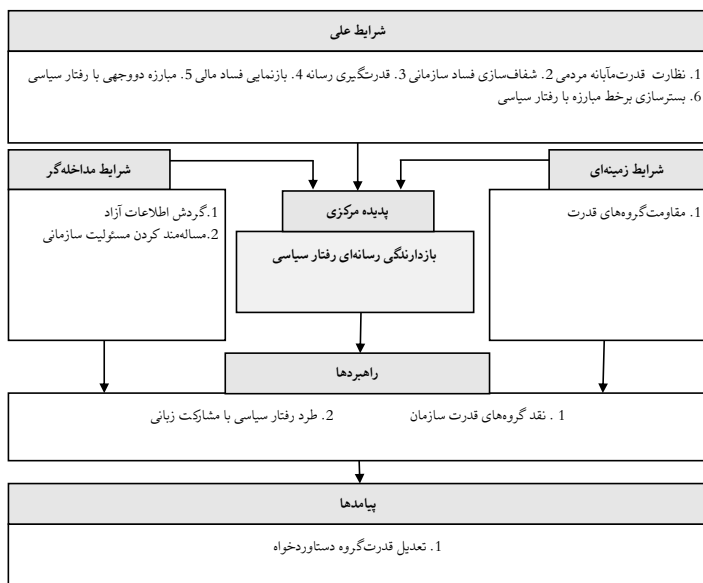 شرایط علی
1. نظارت قدرت‌مآبانه مردمی 2. شفاف‌سازی فساد سازمانی 3. قدرت‌گیری رسانه 4. بازنمایی فساد مالی 5. مبارزه دووجهی با رفتار سیاسی
6. بسترسازی برخط مبارزه با رفتار سیاسی
شرایط زمینه‌ای
1. مقاومت‌گروه‌های قدرت
پدیده مرکزی
بازدارندگی رسانه‌ای رفتار سیاسی
شرایط مداخله‌گر
1.گردش اطلاعات آزاد
2.مساله‌مند کردن مسئولیت سازمانی
راهبردها
1 . نقد گروه‌های قدرت سازمان 2. طرد رفتار سیاسی با مشارکت زبانی
پیامدها
1. تعدیل قدرت‌گروه دستاوردخواه